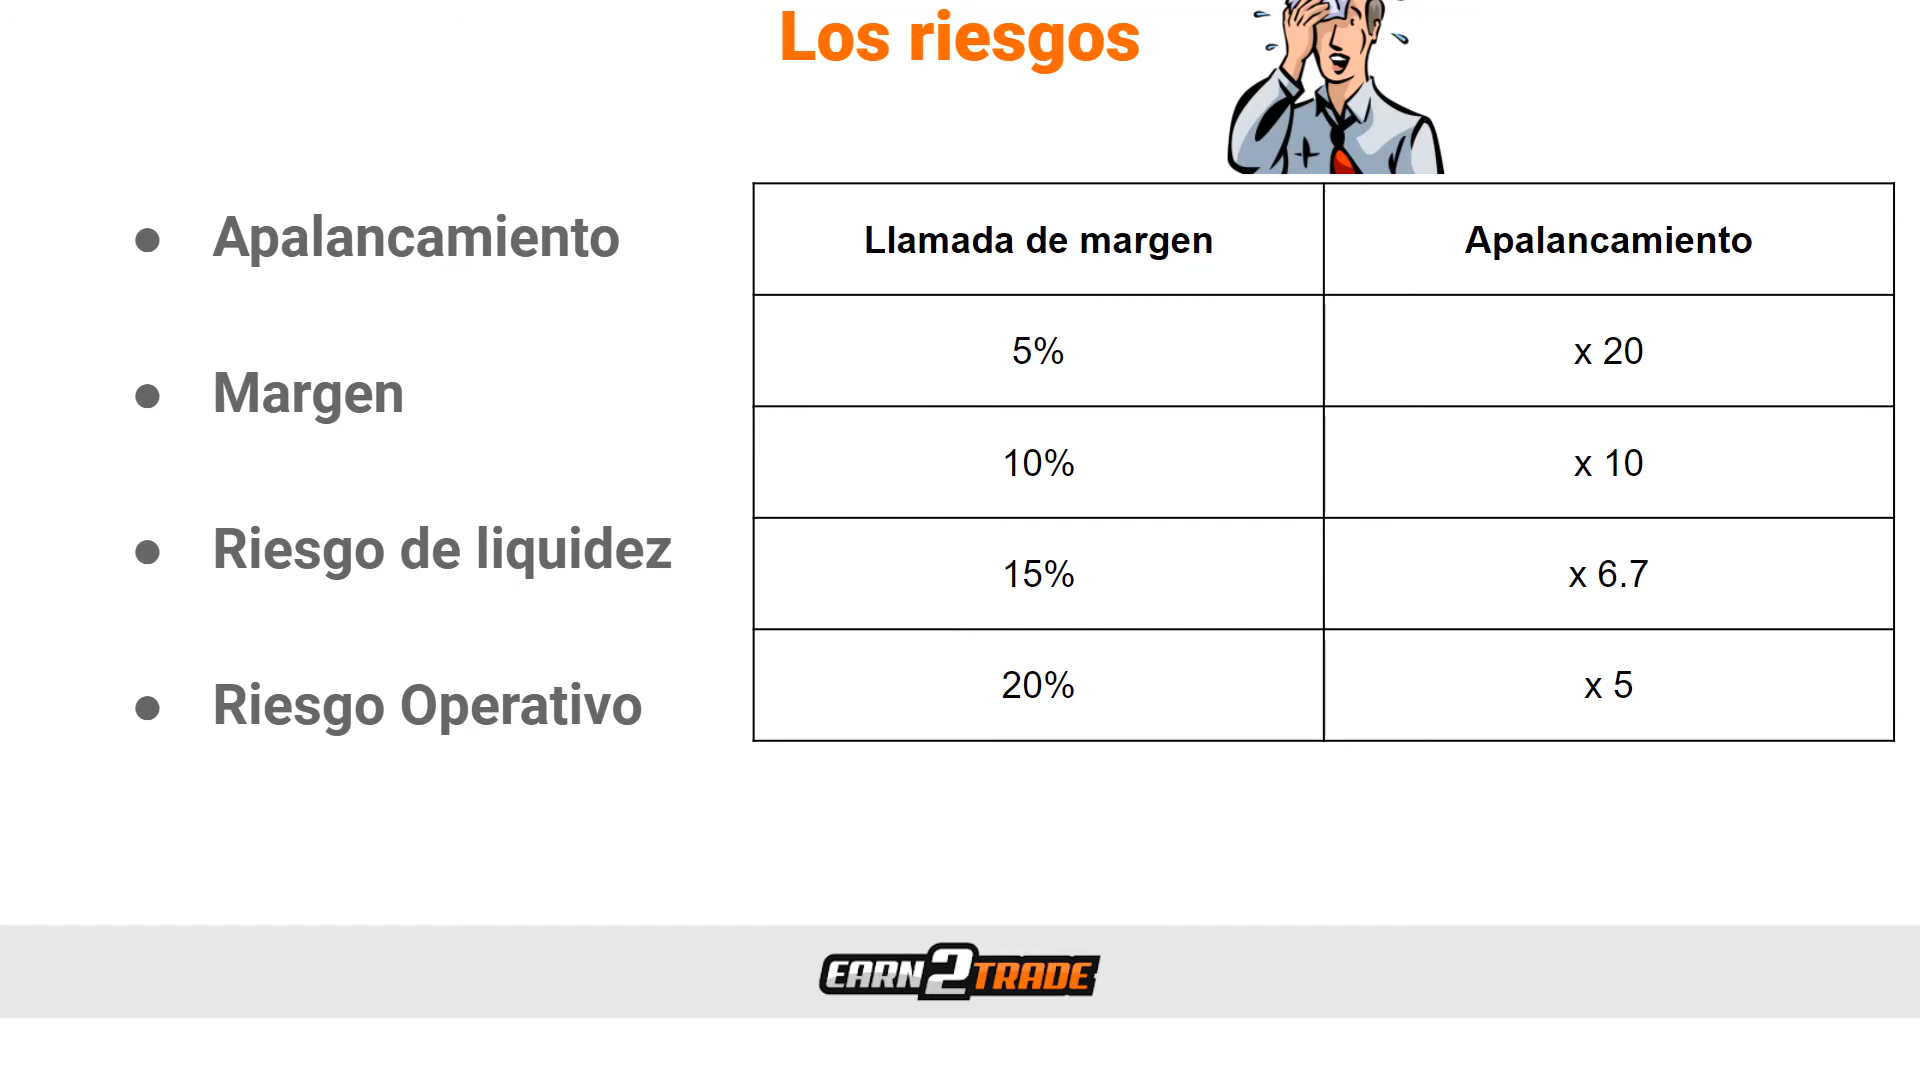 Los riesgos
● Apalancamiento
● Margen
● Riesgo de liquidez
● Riesgo Operativo
Llamada de margen Apalancamiento
5% x 20
10% x 10
15% x 6.7
20% x 5
EARN2TRADE